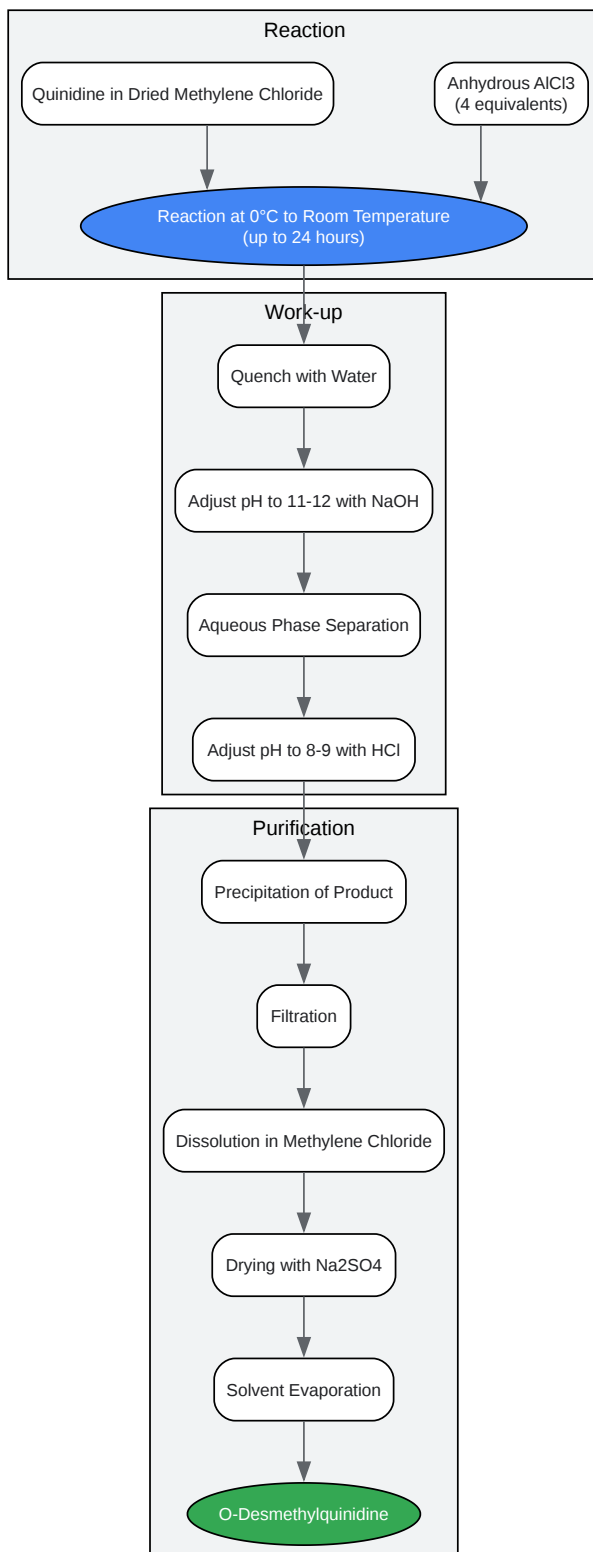 Reaction
Quinidine in Dried Methylene Chloride
Anhydrous AlCl3
(4 equivalents)
Reaction at 0°C to Room Temperature
(up to 24 hours)
Work-up
Quench with Water
Adjust pH to 11-12 with NaOH
Aqueous Phase Separation
Adjust pH to 8-9 with HCl
Purification
Precipitation of Product
Filtration
Dissolution in Methylene Chloride
Drying with Na2SO4
Solvent Evaporation
O-Desmethylquinidine